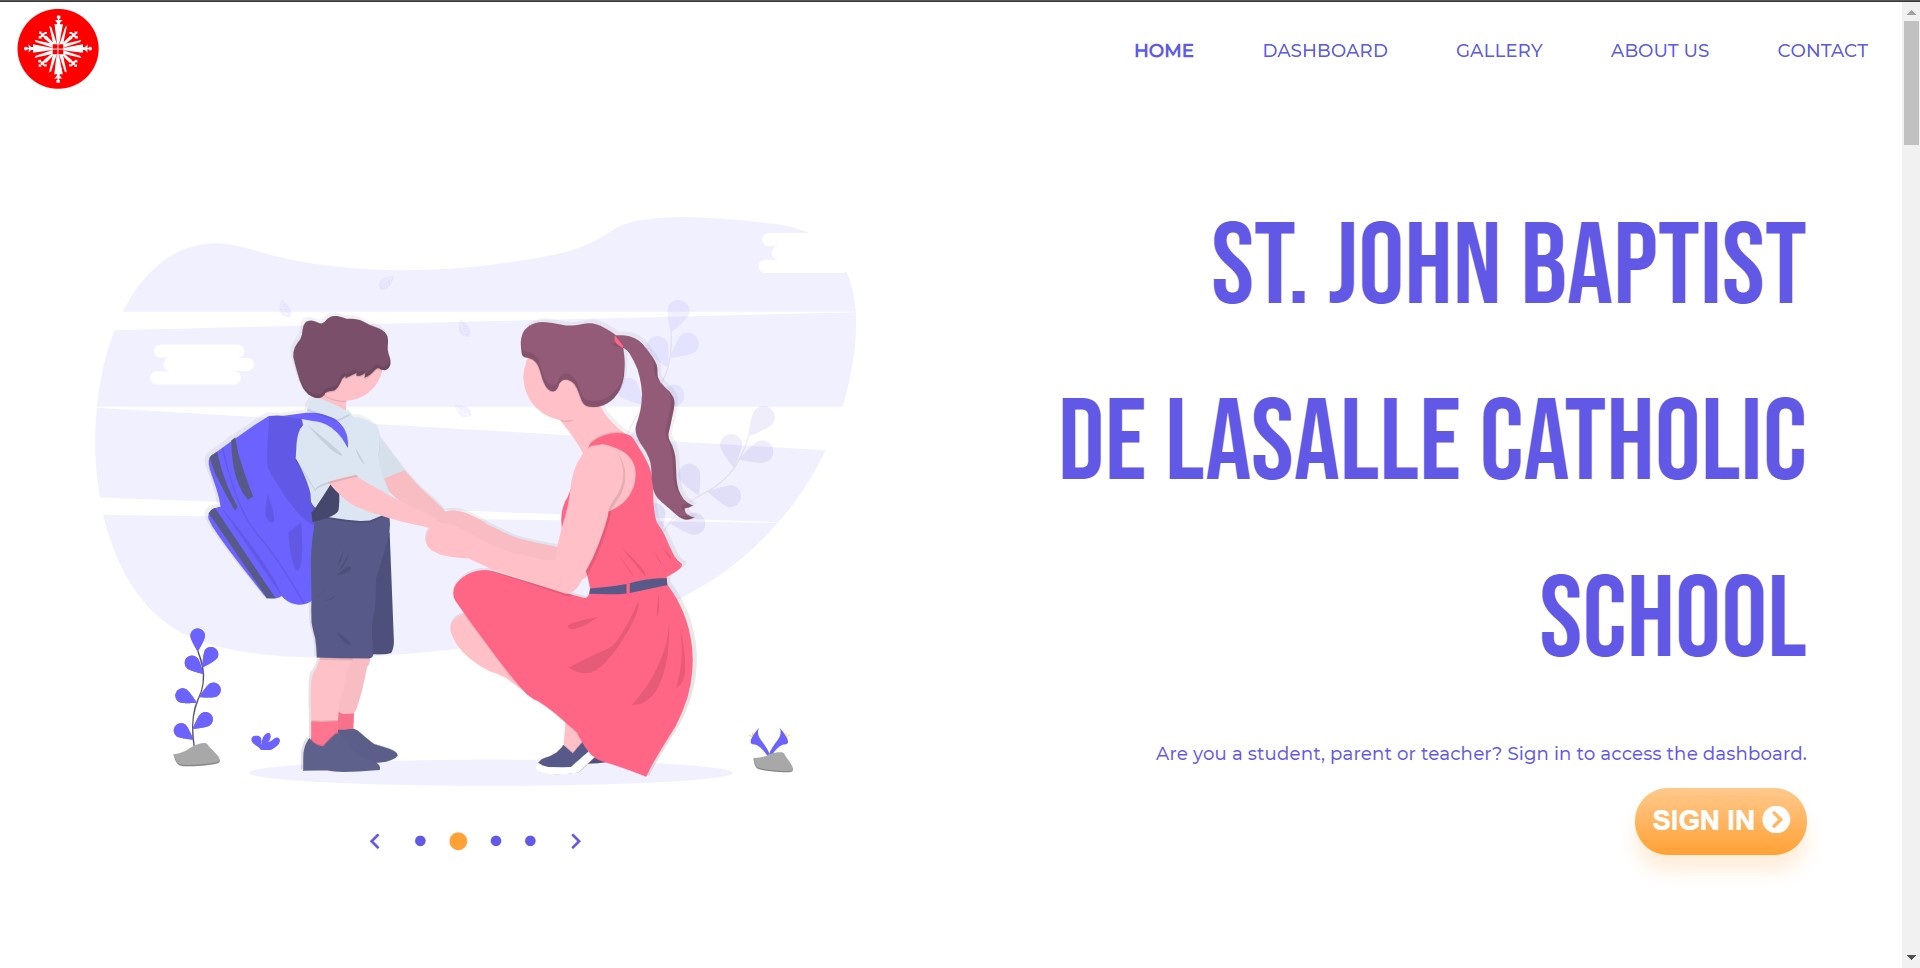 HOME DASHBOARD GALLERY ABOUT US CONTACT
ST. JOHN BAPTIST
DE LASALLE CATHOLIC
SCHOOL
Are you a student, parent or teacher? Sign in to access the dashboard.
SIGN IN